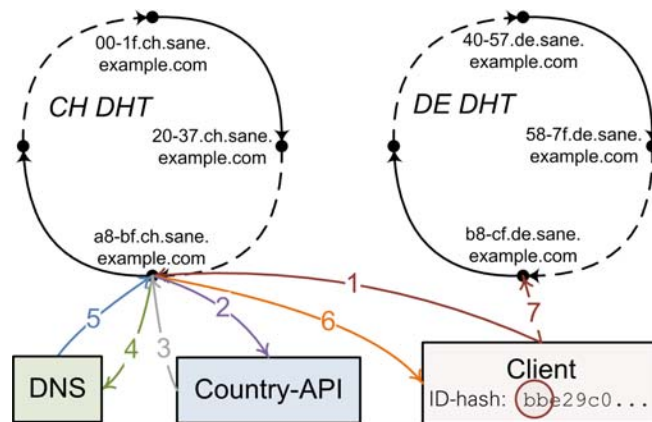 00-1f.ch.sane.
example.com
40-57.de.sane.
example.com
CH DHT
DE DHT
20-37.ch.sane.
example.com
58-7f.de.sane.
example.com
a8-bf.ch.sane.
example.com
b8-cf.de.sane.
example.com
1
2
3
4
5
6
7
DNS
Country-API
Client
ID-hash: bbe29c0...